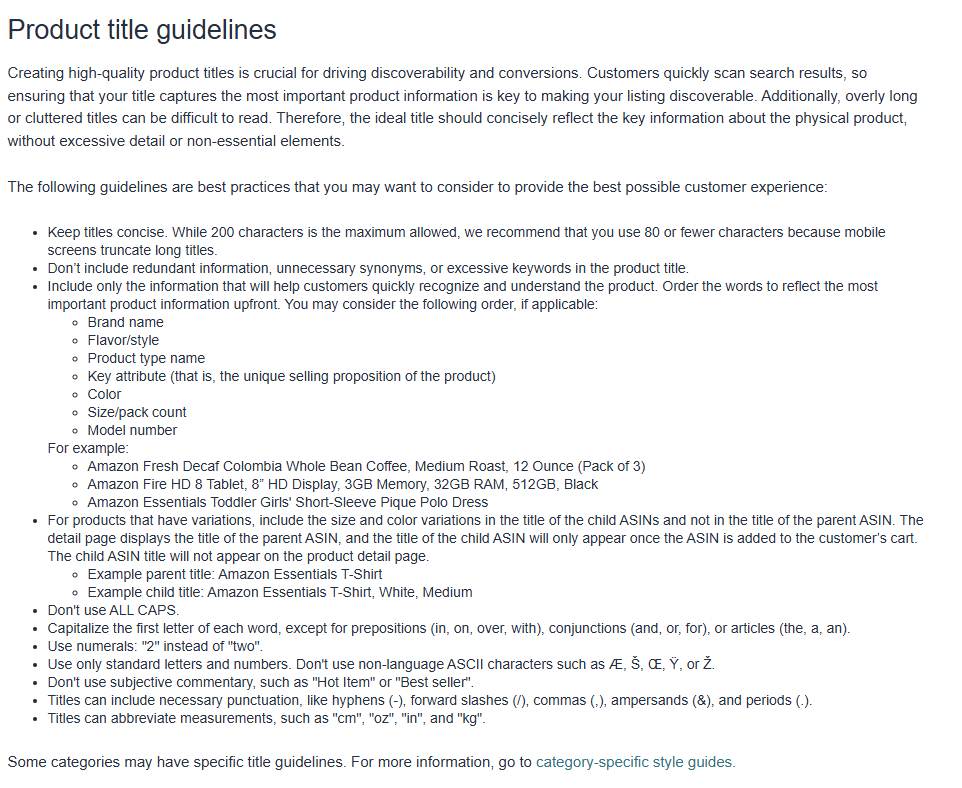 Product title guidelines
Creating high-quality product titles is crucial for driving discoverability and conversions. Customers quickly scan search results, so
ensuring that your title captures the most important product information is key to making your listing discoverable. Additionally, overly long
or cluttered titles can be difficult to read. Therefore, the ideal title should concisely reflect the key information about the physical product,
without excessive detail or non-essential elements.
The following guidelines are best practices that you may want to consider to provide the best possible customer experience:
• Keep titles concise. While 200 characters is the maximum allowed, we recommend that you use 80 or fewer characters because mobile
screens truncate long titles.
• Don’t include redundant information, unnecessary synonyms, or excessive keywords in the product title.
• Include only the information that will help customers quickly recognize and understand the product. Order the words to reflect the most
important product information upfront. You may consider the following order, if applicable:
◦ Brand name
◦ Flavor/style
◦ Product type name
◦ Key attribute (that is, the unique selling proposition of the product)
◦ Color
◦ Size/pack count
◦ Model number
For example:
◦ Amazon Fresh Decaf Colombia Whole Bean Coffee, Medium Roast, 12 Ounce (Pack of 3)
◦ Amazon Fire HD 8 Tablet, 8” HD Display, 3GB Memory, 32GB RAM, 512GB, Black
◦ Amazon Essentials Toddler Girls' Short-Sleeve Pique Polo Dress
• For products that have variations, include the size and color variations in the title of the child ASINs and not in the title of the parent ASIN. The
detail page displays the title of the parent ASIN, and the title of the child ASIN will only appear once the ASIN is added to the customer’s cart.
The child ASIN title will not appear on the product detail page.
◦ Example parent title: Amazon Essentials T-Shirt
◦ Example child title: Amazon Essentials T-Shirt, White, Medium
• Don't use ALL CAPS.
• Capitalize the first letter of each word, except for prepositions (in, on, over, with), conjunctions (and, or, for), or articles (the, a, an).
• Use numerals: "2" instead of "two".
• Use only standard letters and numbers. Don't use non-language ASCII characters such as Æ, Š, Œ, Ÿ, or Ž.
• Don't use subjective commentary, such as "Hot Item" or "Best seller".
• Titles can include necessary punctuation, like hyphens (-), forward slashes (/), commas (,), ampersands (&), and periods (.).
• Titles can abbreviate measurements, such as "cm", "oz", "in", and "kg".
Some categories may have specific title guidelines. For more information, go to category-specific style guides.